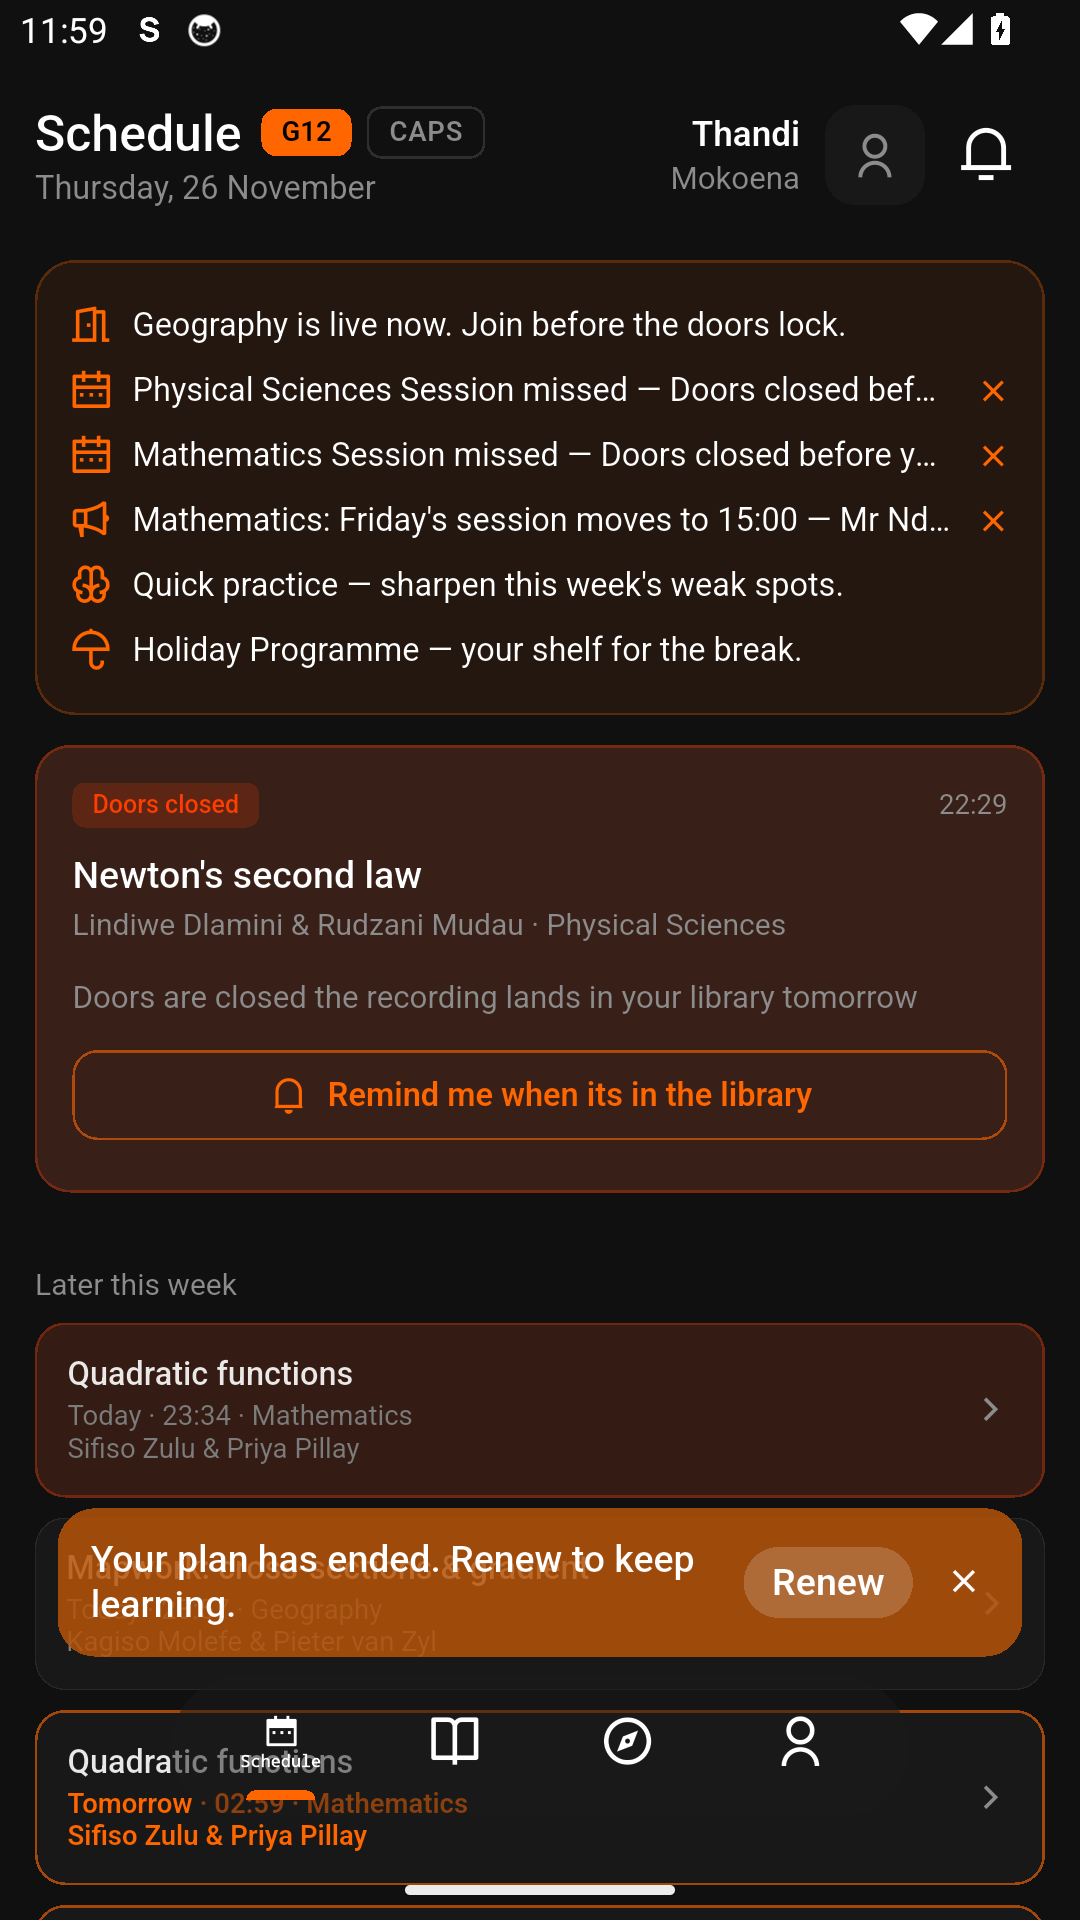 11:59 S
Schedule G12 CAPS
Thursday, 26 November
Thandi
Mokoena
Geography is live now. Join before the doors lock.
Physical Sciences Session missed — Doors closed bef…
Mathematics Session missed — Doors closed before y…
Mathematics: Friday's session moves to 15:00 — Mr Nd…
Quick practice — sharpen this week's weak spots.
Holiday Programme — your shelf for the break.
Doors closed 22:29
Newton's second law
Lindiwe Dlamini & Rudzani Mudau · Physical Sciences
Doors are closed the recording lands in your library tomorrow
Remind me when its in the library
Later this week
Quadratic functions
Today · 23:34 · Mathematics
Sifiso Zulu & Priya Pillay
Your plan has ended. Renew to keep
learning.
Renew
Mapwork: cross-sections & gradient
Geography
Kagiso Molefe & Pieter van Zyl
Quadratic functions
Schedule
Tomorrow · 02:59 · Mathematics
Sifiso Zulu & Priya Pillay